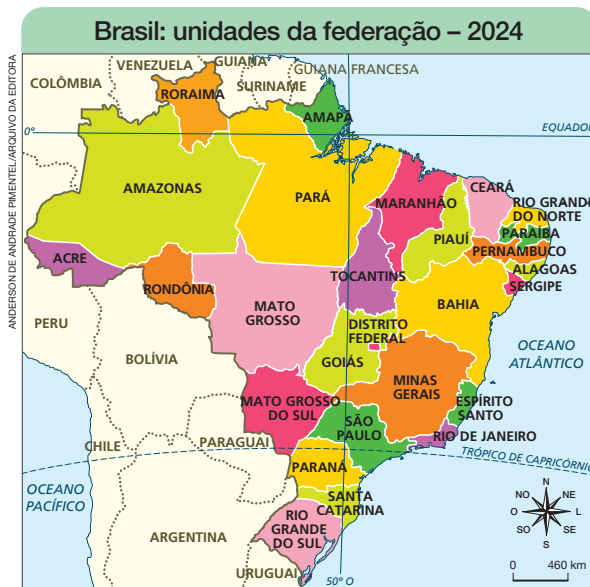 Brasil: unidades da federação – 2024
ANDERSON DE ANDRADE PIMENTEL/ARQUIVO DA EDITORA
VENEZUELA
GUIANA
GUIANA FRANCESA
COLÔMBIA
SURINAME
RORAIMA
AMAPÁ
0°
EQUADOR
AMAZONAS
PARÁ
MARANHÃO
CEARÁ
RIO GRANDE
DO NORTE
PARAÍBA
PIAUÍ
PERNAMBUCO
ACRE
ALAGOAS
SERGIPE
TOCANTINS
RONDÔNIA
MATO
GROSSO
BAHIA
PERU
DISTRITO
FEDERAL
OCEANO
ATLÂNTICO
BOLÍVIA
GOIÁS
MINAS
GERAIS
MATO GROSSO
DO SUL
ESPÍRITO
SANTO
SÃO
PAULO
RIO DE JANEIRO
CHILE
PARAGUAI
TRÓPICO DE CAPRICÓRNIO
PARANÁ
OCEANO
PACÍFICO
SANTA
CATARINA
RIO
GRANDE
DO SUL
ARGENTINA
URUGUAI
50° O
N
NO
NE
O
L
SO
SE
S
0
460 km